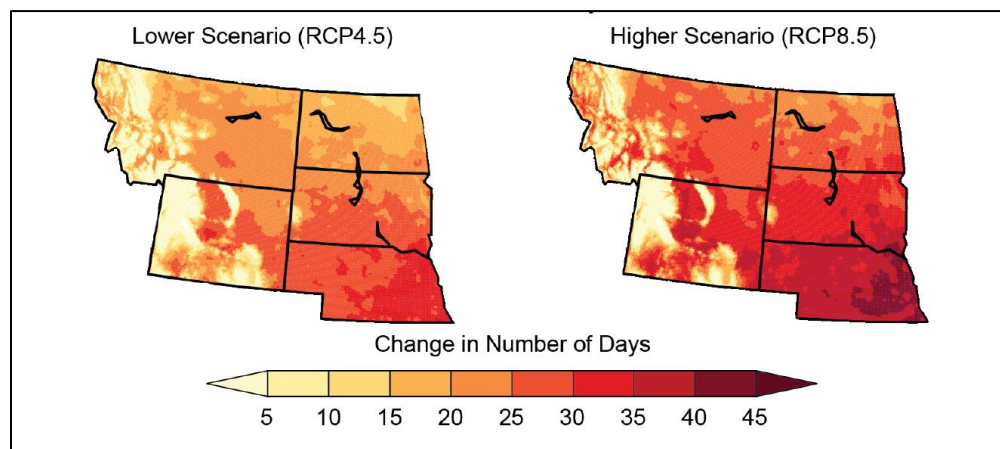 Lower Scenario (RCP4.5)
Higher Scenario (RCP8.5)
Change in Number of Days
5 10 15 20 25 30 35 40 45